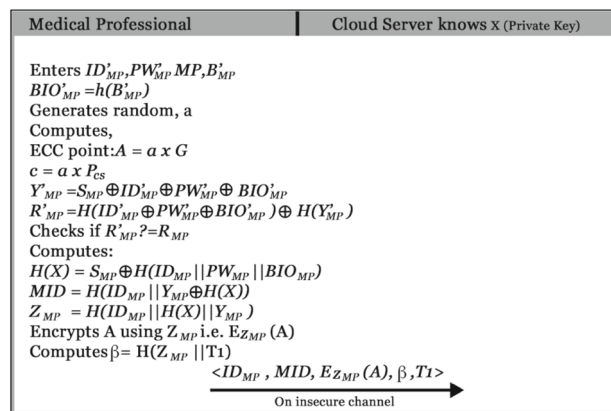 Medical Professional
Cloud Server knows X (Private Key)
Enters ID'MP,PW'MP MP,B'MP
BIO'MP =h(B'MP)
Generates random, a
Computes,
ECC point:A = a x G
c = a x Pcs
Y'MP =SMP⊕ID'MP⊕PW'MP⊕ BIO'MP
R'MP=H(ID'MP⊕PW'MP⊕BIO'MP )⊕ H(Y'MP)
Checks if R'MP?=RMP
Computes:
H(X) = SMP⊕H(IDMP||PWMP||BIOMP)
MID = H(IDMP||YMP⊕H(X))
ZMP = H(IDMP||H(X)||YMP )
Encrypts A using ZMP i.e. EZMP(A)
Computes β= H(ZMP ||T1)
<IDMP , MID, EZMP(A), β ,T1>
On insecure channel